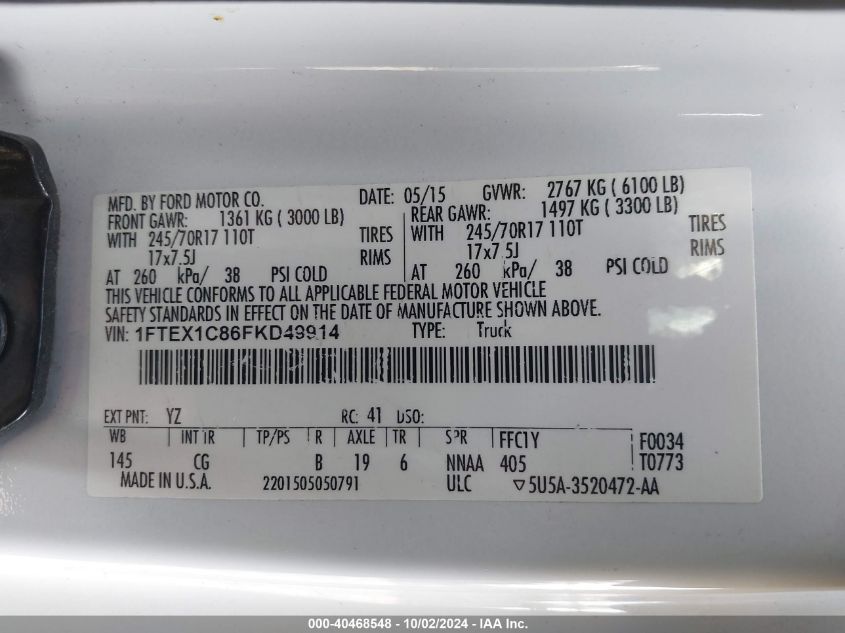 MFD. BY FORD MOTOR CO. DATE: 05/15 GVWR: 2767 KG ( 6100 LB)
FRONT GAWR: 1361 KG ( 3000 LB) REAR GAWR: 1497 KG ( 3300 LB)
WITH 245/70R17 110T TIRES WITH 245/70R17 110T TIRES
17x7.5J RIMS 17x7.5J RIMS
AT 260 kPa/ 38 PSI COLD AT 260 kPa/ 38 PSI COLD
THIS VEHICLE CONFORMS TO ALL APPLICABLE FEDERAL MOTOR VEHICLE
SAFETY STANDARDS IN EFFECT ON THE DATE OF MANUFACTURE SHOWN ABOVE.
VIN: 1FTEX1C86FKD49914 TYPE: Truck
EXT PNT: YZ RC: 41 DSO:
WB INT TR TP/PS R AXLE TR SPR FFC1Y F0034
145 CG B 19 6 NNAA 405 T0773
MADE IN U.S.A. 2201505050791 ULC ▽5U5A-3520472-AA
000-40468548 - 10/02/2024 - IAA Inc.